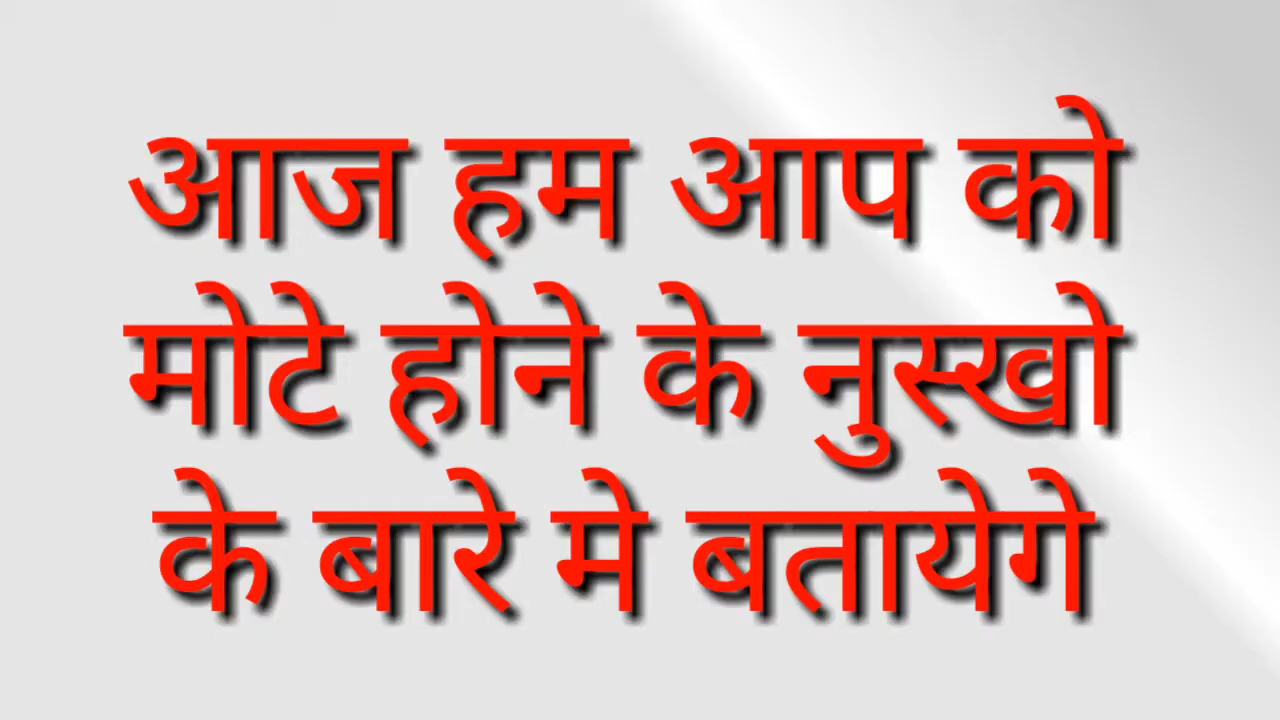 आज हम आप को
मोटे होने के नुस्खो
के बारे मे बतायेगे